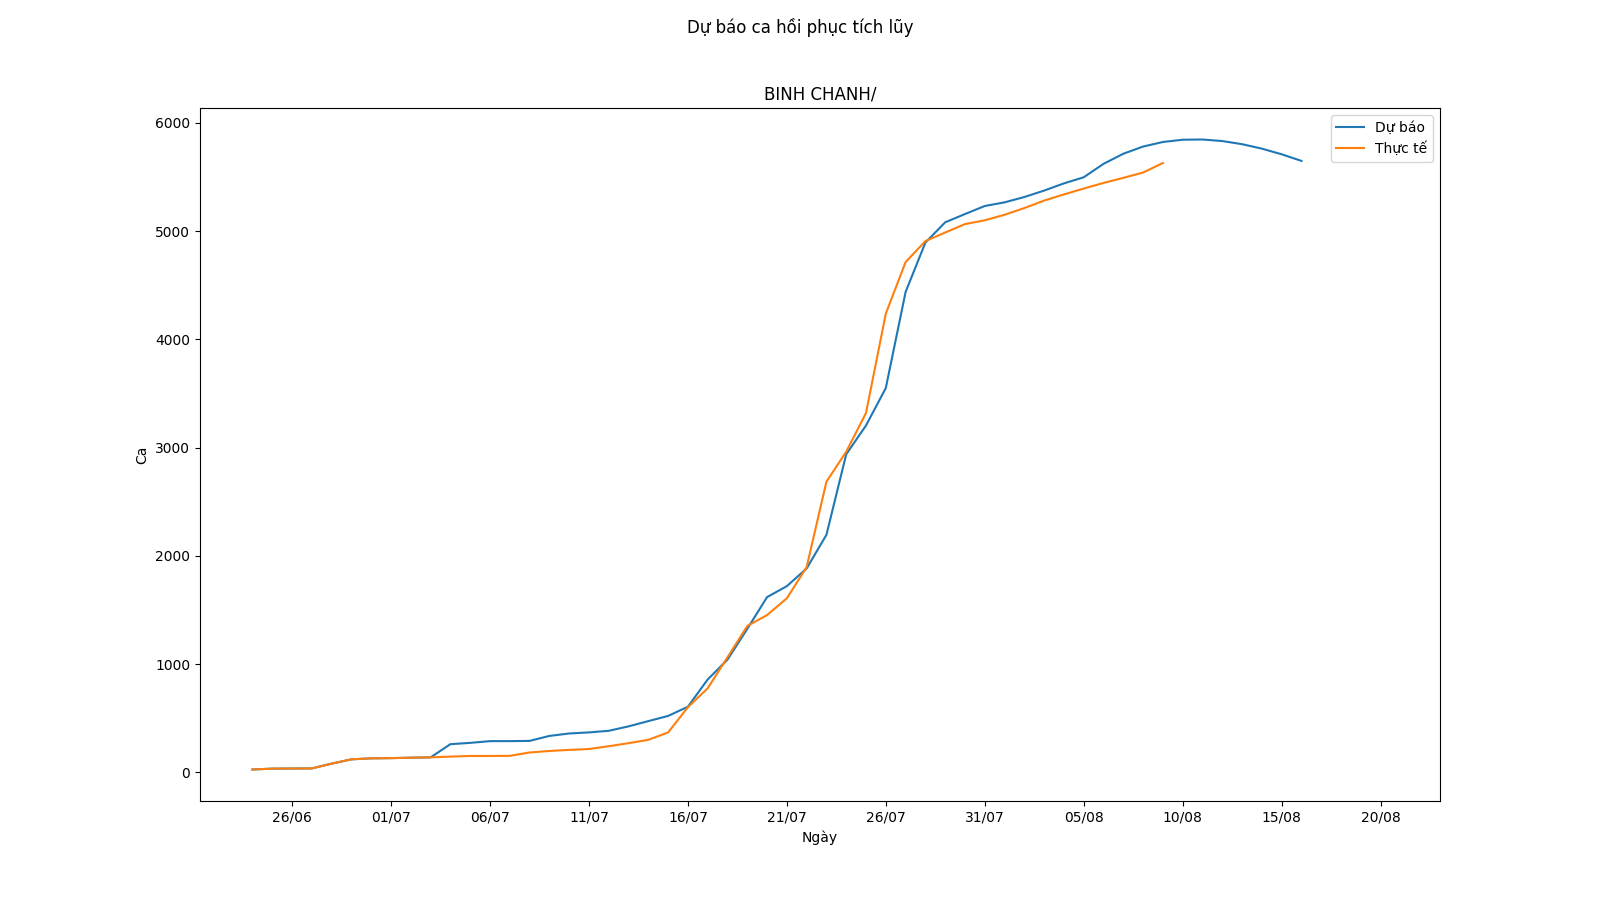 Dự báo ca hồi phục tích lũy
BINH CHANH/
Dự báo
Thực tế
6000
5000
4000
3000
2000
1000
0
Ca
26/06 01/07 06/07 11/07 16/07 21/07 26/07 31/07 05/08 10/08 15/08 20/08
Ngày